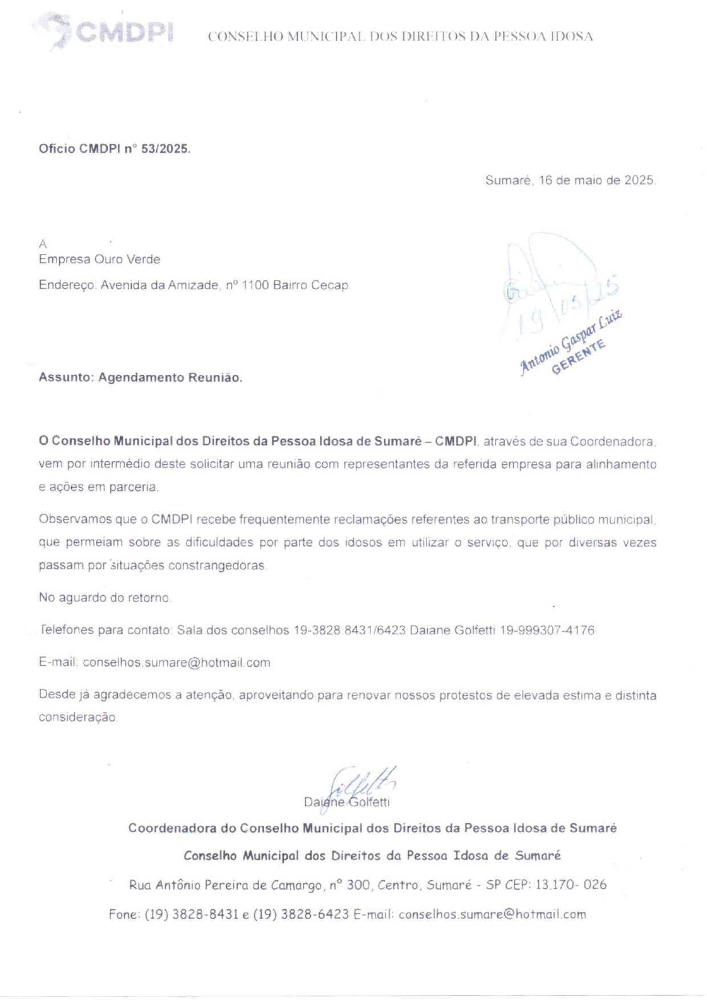 CMDPI CONSELHO MUNICIPAL DOS DIREITOS DA PESSOA IDOSA
Ofício CMDPI n° 53/2025.
Sumaré, 16 de maio de 2025.
A
Empresa Ouro Verde
Endereço: Avenida da Amizade, nº 1100 Bairro Cecap.
19/05/25
Antonio Gaspar Luiz
GERENTE
Assunto: Agendamento Reunião.
O Conselho Municipal dos Direitos da Pessoa Idosa de Sumaré – CMDPI, através de sua Coordenadora,
vem por intermédio deste solicitar uma reunião com representantes da referida empresa para alinhamento
e ações em parceria.
Observamos que o CMDPI recebe frequentemente reclamações referentes ao transporte público municipal,
que permeiam sobre as dificuldades por parte dos idosos em utilizar o serviço, que por diversas vezes
passam por situações constrangedoras.
No aguardo do retorno.
Telefones para contato: Sala dos conselhos 19-3828.8431/6423 Daiane Golfetti 19-999307-4176
E-mail: conselhos.sumare@hotmail.com
Desde já agradecemos a atenção, aproveitando para renovar nossos protestos de elevada estima e distinta
consideração.
Golfetti
Daiane Golfetti
Coordenadora do Conselho Municipal dos Direitos da Pessoa Idosa de Sumaré
Conselho Municipal dos Direitos da Pessoa Idosa de Sumaré
Rua Antônio Pereira de Camargo, n° 300, Centro, Sumaré - SP CEP: 13.170- 026
Fone: (19) 3828-8431 e (19) 3828-6423 E-mail: conselhos.sumare@hotmail.com